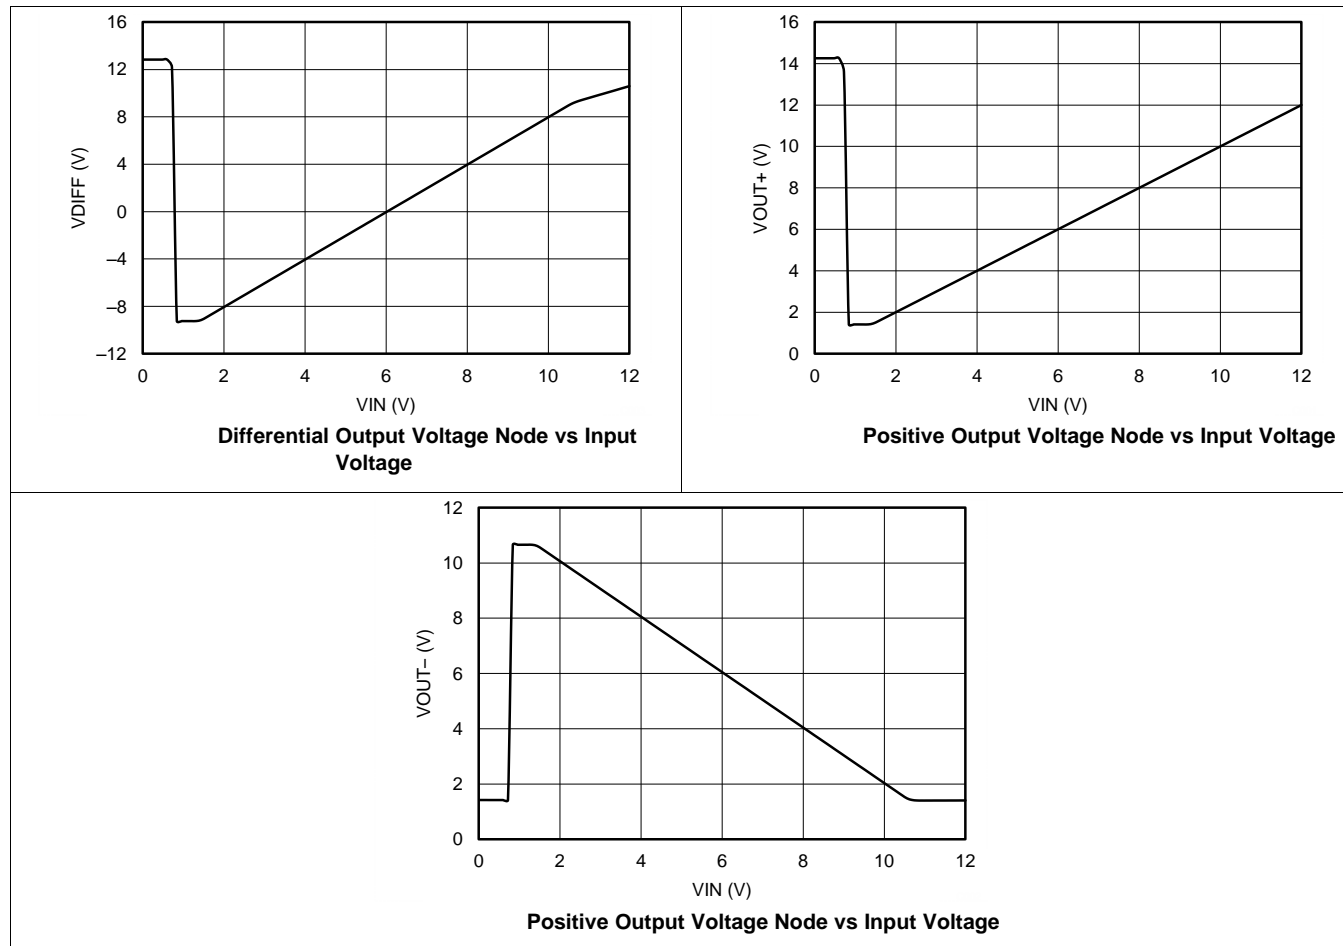 16
12
8
4
0
–4
–8
–12
VDIFF (V)
0 2 4 6 8 10 12
VIN (V)
Differential Output Voltage Node vs Input
Voltage
16
14
12
10
8
6
4
2
0
VOUT+ (V)
0 2 4 6 8 10 12
VIN (V)
Positive Output Voltage Node vs Input Voltage
12
10
8
6
4
2
0
VOUT– (V)
0 2 4 6 8 10 12
VIN (V)
Positive Output Voltage Node vs Input Voltage